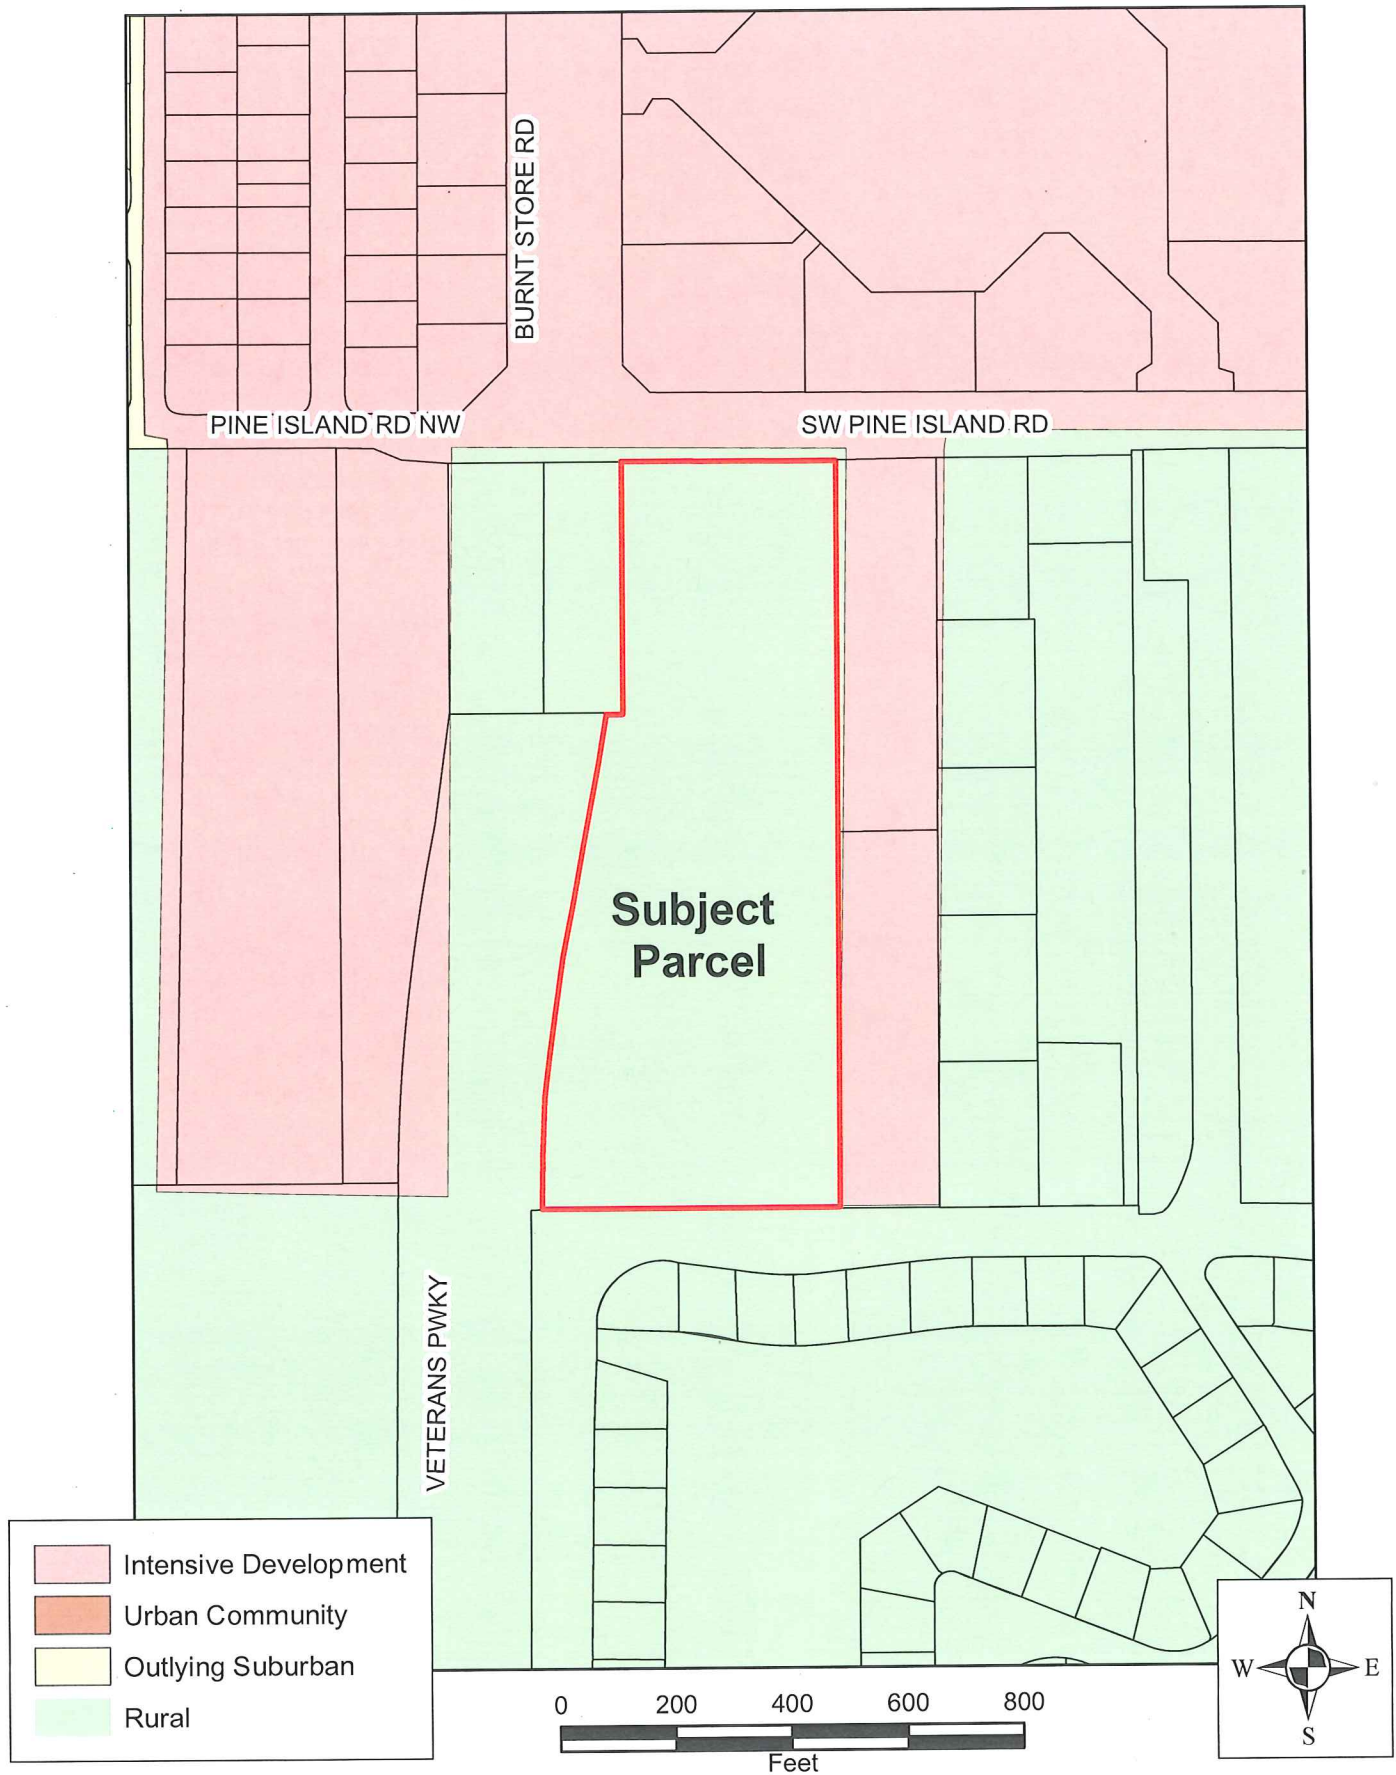 BURNT STORE RD
PINE ISLAND RD NW
SW PINE ISLAND RD
Subject
Parcel
VETERANS PWKY
Intensive Development
Urban Community
Outlying Suburban
Rural
0 200 400 600 800
Feet
N
W E
S